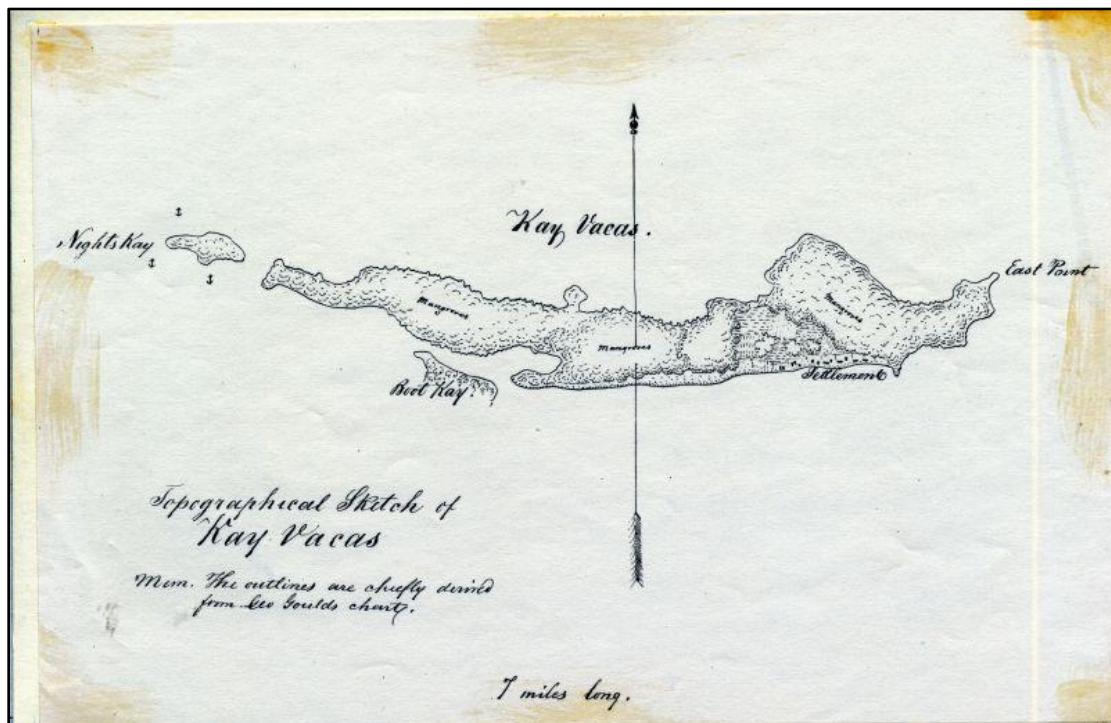 Kay Vacas.
Nights Kay
East Point
Mangroves
Mangroves
Mangroves
Settlement
Boot Kay.
Topographical Sketch of
Kay Vacas
Mem. The outlines are chiefly derived
from Geo Goulds chart.
7 miles long.